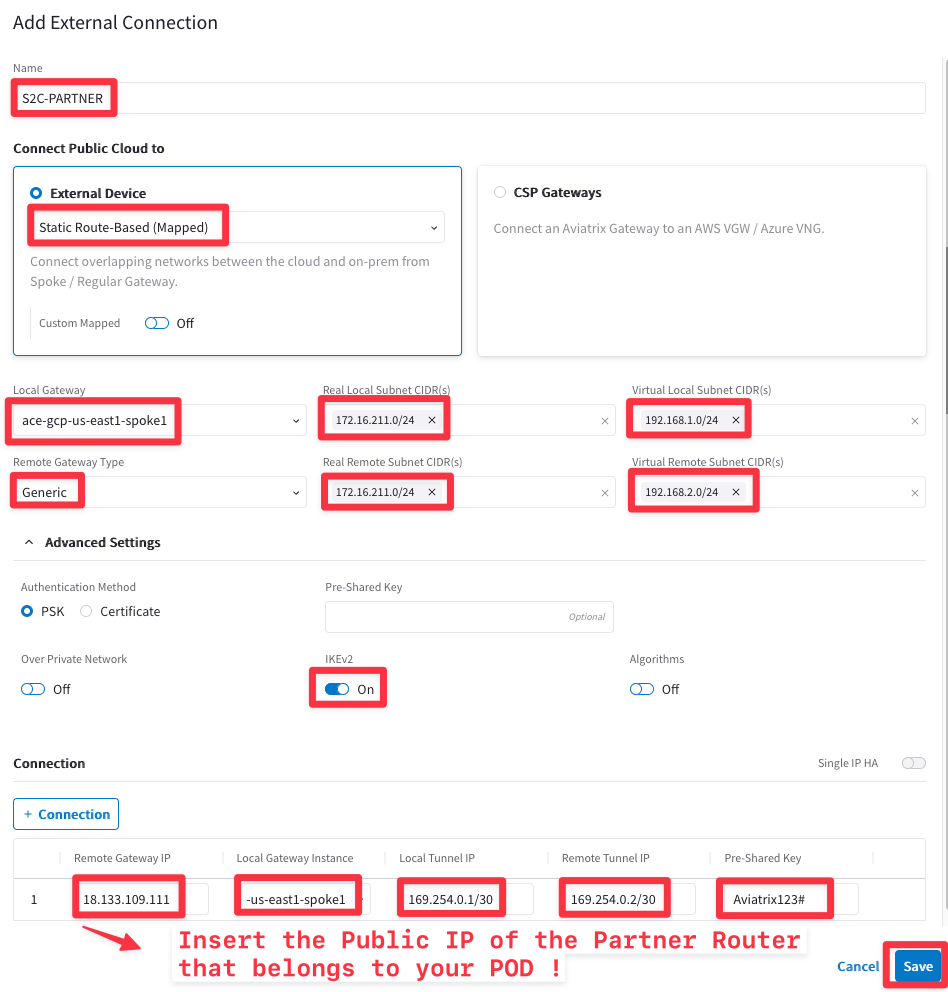 Add External Connection
Name
S2C-PARTNER
Connect Public Cloud to
External Device
CSP Gateways
Static Route-Based (Mapped)
Connect an Aviatrix Gateway to an AWS VGW / Azure VNG.
Connect overlapping networks between the cloud and on-prem from
Spoke / Regular Gateway.
Custom Mapped Off
Local Gateway Real Local Subnet CIDR(s) Virtual Local Subnet CIDR(s)
ace-gcp-us-east1-spoke1 172.16.211.0/24 192.168.1.0/24
Remote Gateway Type Real Remote Subnet CIDR(s) Virtual Remote Subnet CIDR(s)
Generic 172.16.211.0/24 192.168.2.0/24
Advanced Settings
Authentication Method Pre-Shared Key
PSK Certificate Optional
Over Private Network IKEv2 Algorithms
Off On Off
Connection Single IP HA
+ Connection
Remote Gateway IP Local Gateway Instance Local Tunnel IP Remote Tunnel IP Pre-Shared Key
1 18.133.109.111 -us-east1-spoke1 169.254.0.1/30 169.254.0.2/30 Aviatrix123#
Insert the Public IP of the Partner Router
that belongs to your POD !
Cancel Save